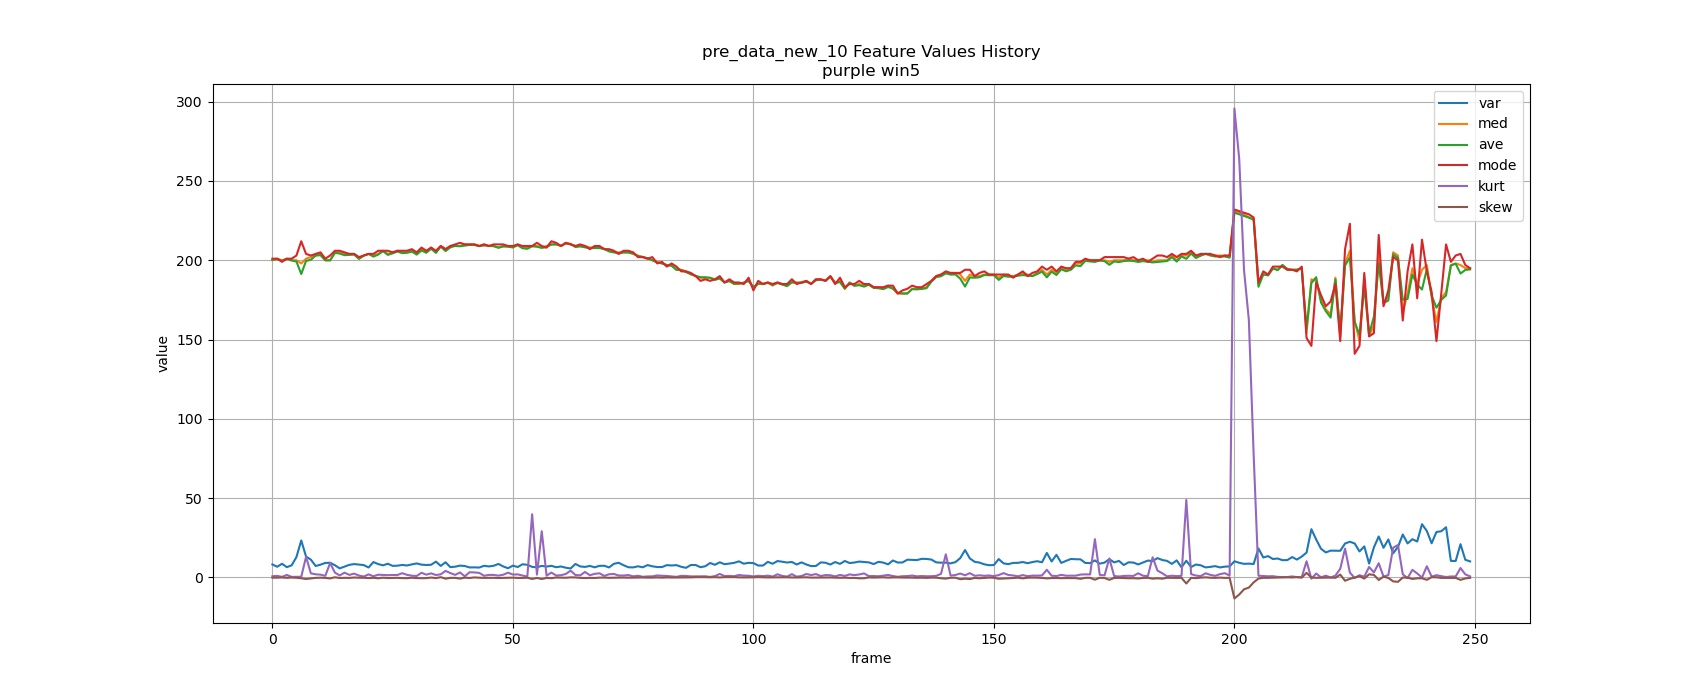 pre_data_new_10 Feature Values History
purple win5
300
250
200
150
100
50
0
value
0
50
100
150
200
250
frame
var
med
ave
mode
kurt
skew